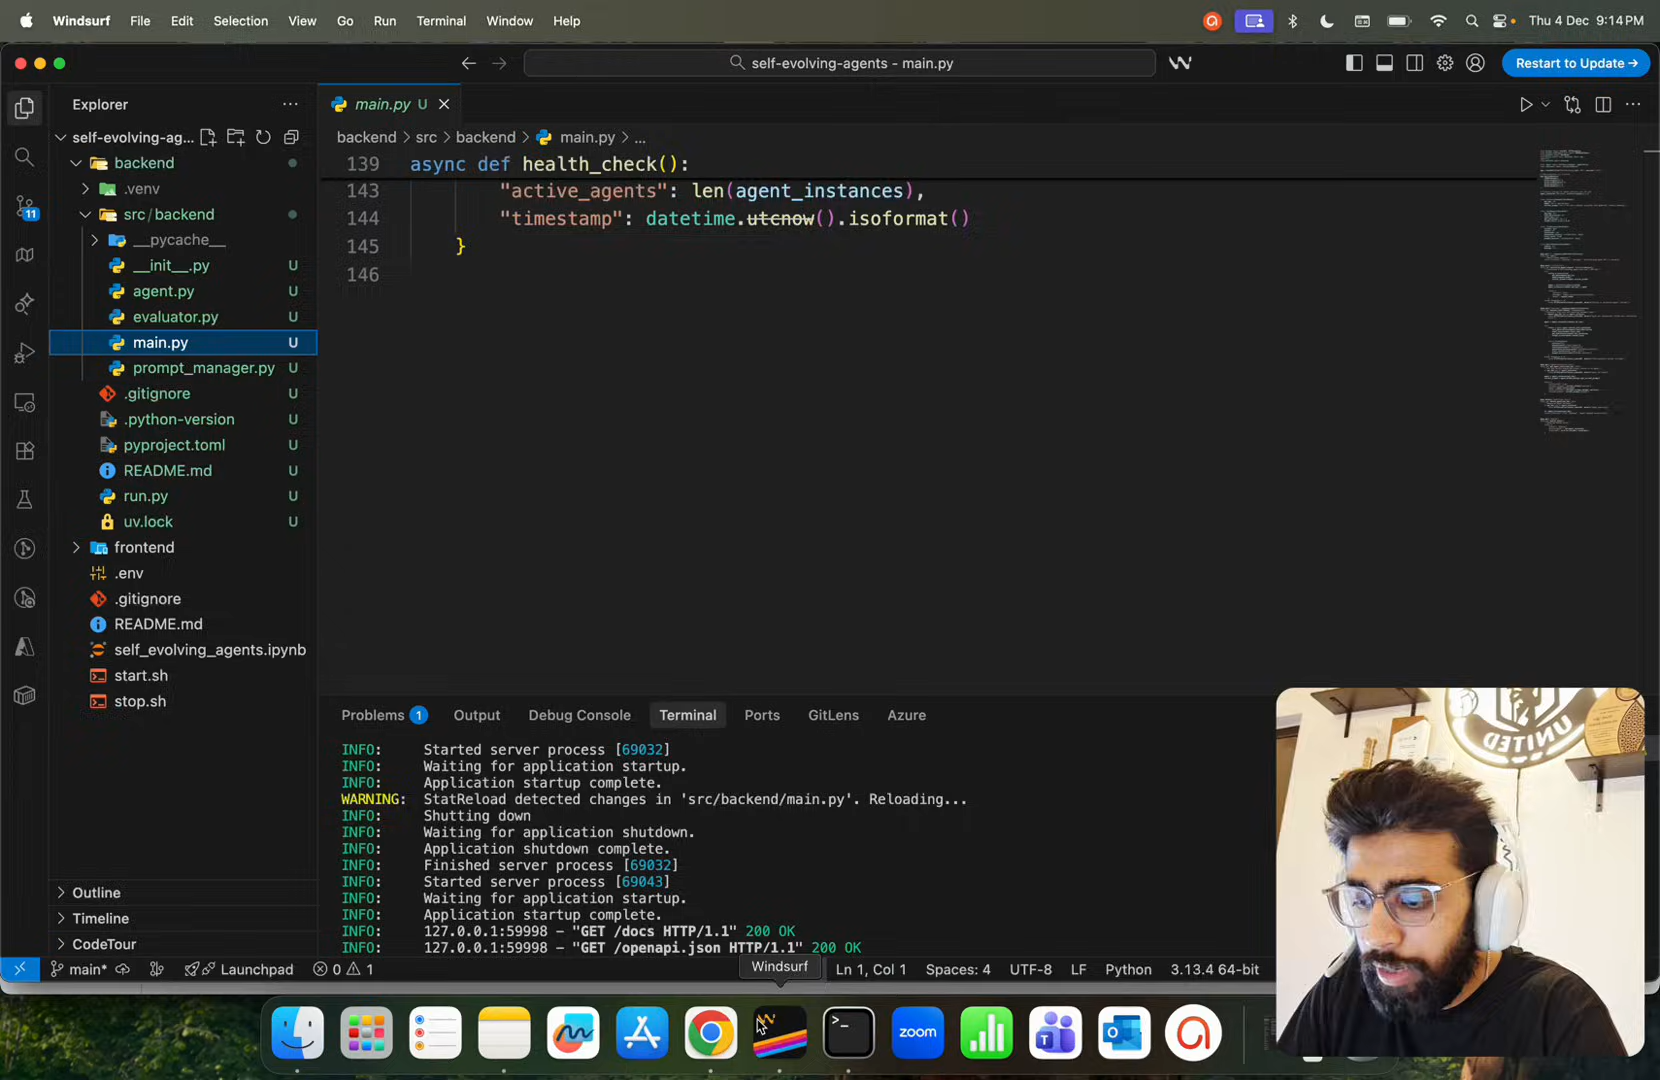 Windsurf File Edit Selection View Go Run Terminal Window Help
Thu 4 Dec 9:14 PM
self-evolving-agents - main.py
Restart to Update →
Explorer
self-evolving-ag...
backend
.venv
src/backend
__pycache__
__init__.py U
agent.py U
evaluator.py U
main.py U
prompt_manager.py U
.gitignore U
.python-version U
pyproject.toml U
README.md U
run.py U
uv.lock U
frontend
.env
.gitignore
README.md
self_evolving_agents.ipynb
start.sh
stop.sh
Outline
Timeline
CodeTour
11
main.py U
backend > src > backend > main.py > ...
139 async def health_check():
143 "active_agents": len(agent_instances),
144 "timestamp": datetime.utcnow().isoformat()
145 }
146
Problems 1 Output Debug Console Terminal Ports GitLens Azure
INFO: Started server process [69032]
INFO: Waiting for application startup.
INFO: Application startup complete.
WARNING: StatReload detected changes in 'src/backend/main.py'. Reloading...
INFO: Shutting down
INFO: Waiting for application shutdown.
INFO: Application shutdown complete.
INFO: Finished server process [69032]
INFO: Started server process [69043]
INFO: Waiting for application startup.
INFO: Application startup complete.
INFO: 127.0.0.1:59998 - "GET /docs HTTP/1.1" 200 OK
INFO: 127.0.0.1:59998 - "GET /openapi.json HTTP/1.1" 200 OK
main* Launchpad 0 1
Ln 1, Col 1 Spaces: 4 UTF-8 LF Python 3.13.4 64-bit
Windsurf
zoom
UNITED